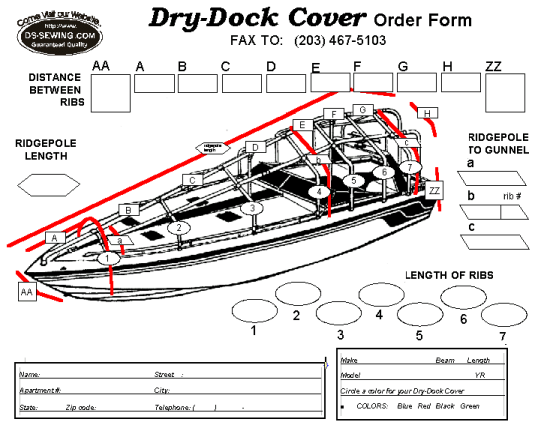 Come Visit our Website.
http://www.
DS-SEWING.COM
Guaranteed Quality
Dry-Dock Cover Order Form
FAX TO: (203) 467-5103
DISTANCE
BETWEEN
RIBS
AA A B C D E F G H ZZ
RIDGEPOLE
LENGTH
ridgepole
length
RIDGEPOLE
TO GUNNEL
a
b rib #
c
A B C D E F G H
a b c
AA ZZ
1 2 3 4 5 6
LENGTH OF RIBS
1 2 3 4 5 6 7
Name: Street :
Apartment#: City:
State: Zip code: Telephone: ( ) -
Make Beam Length
Model YR
Circle a color for your Dry-Dock Cover
COLORS: Blue Red Black Green